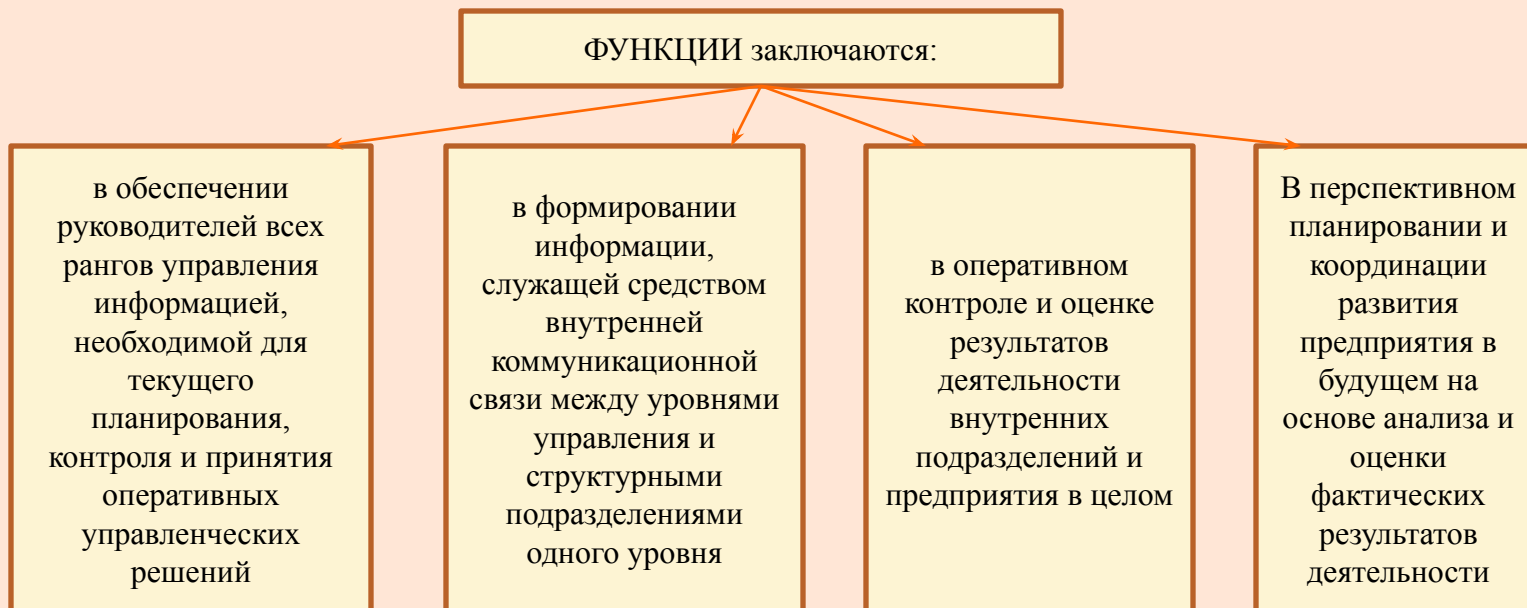 ФУНКЦИИ заключаются:
в обеспечении
руководителей всех
рангов управления
информацией,
необходимой для
текущего
планирования,
контроля и принятия
оперативных
управленческих
решений
в формировании
информации,
служащей средством
внутренней
коммуникационной
связи между уровнями
управления и
структурными
подразделениями
одного уровня
в оперативном
контроле и оценке
результатов
деятельности
внутренних
подразделений и
предприятия в целом
В перспективном
планировании и
координации
развития
предприятия в
будущем на
основе анализа и
оценки
фактических
результатов
деятельности